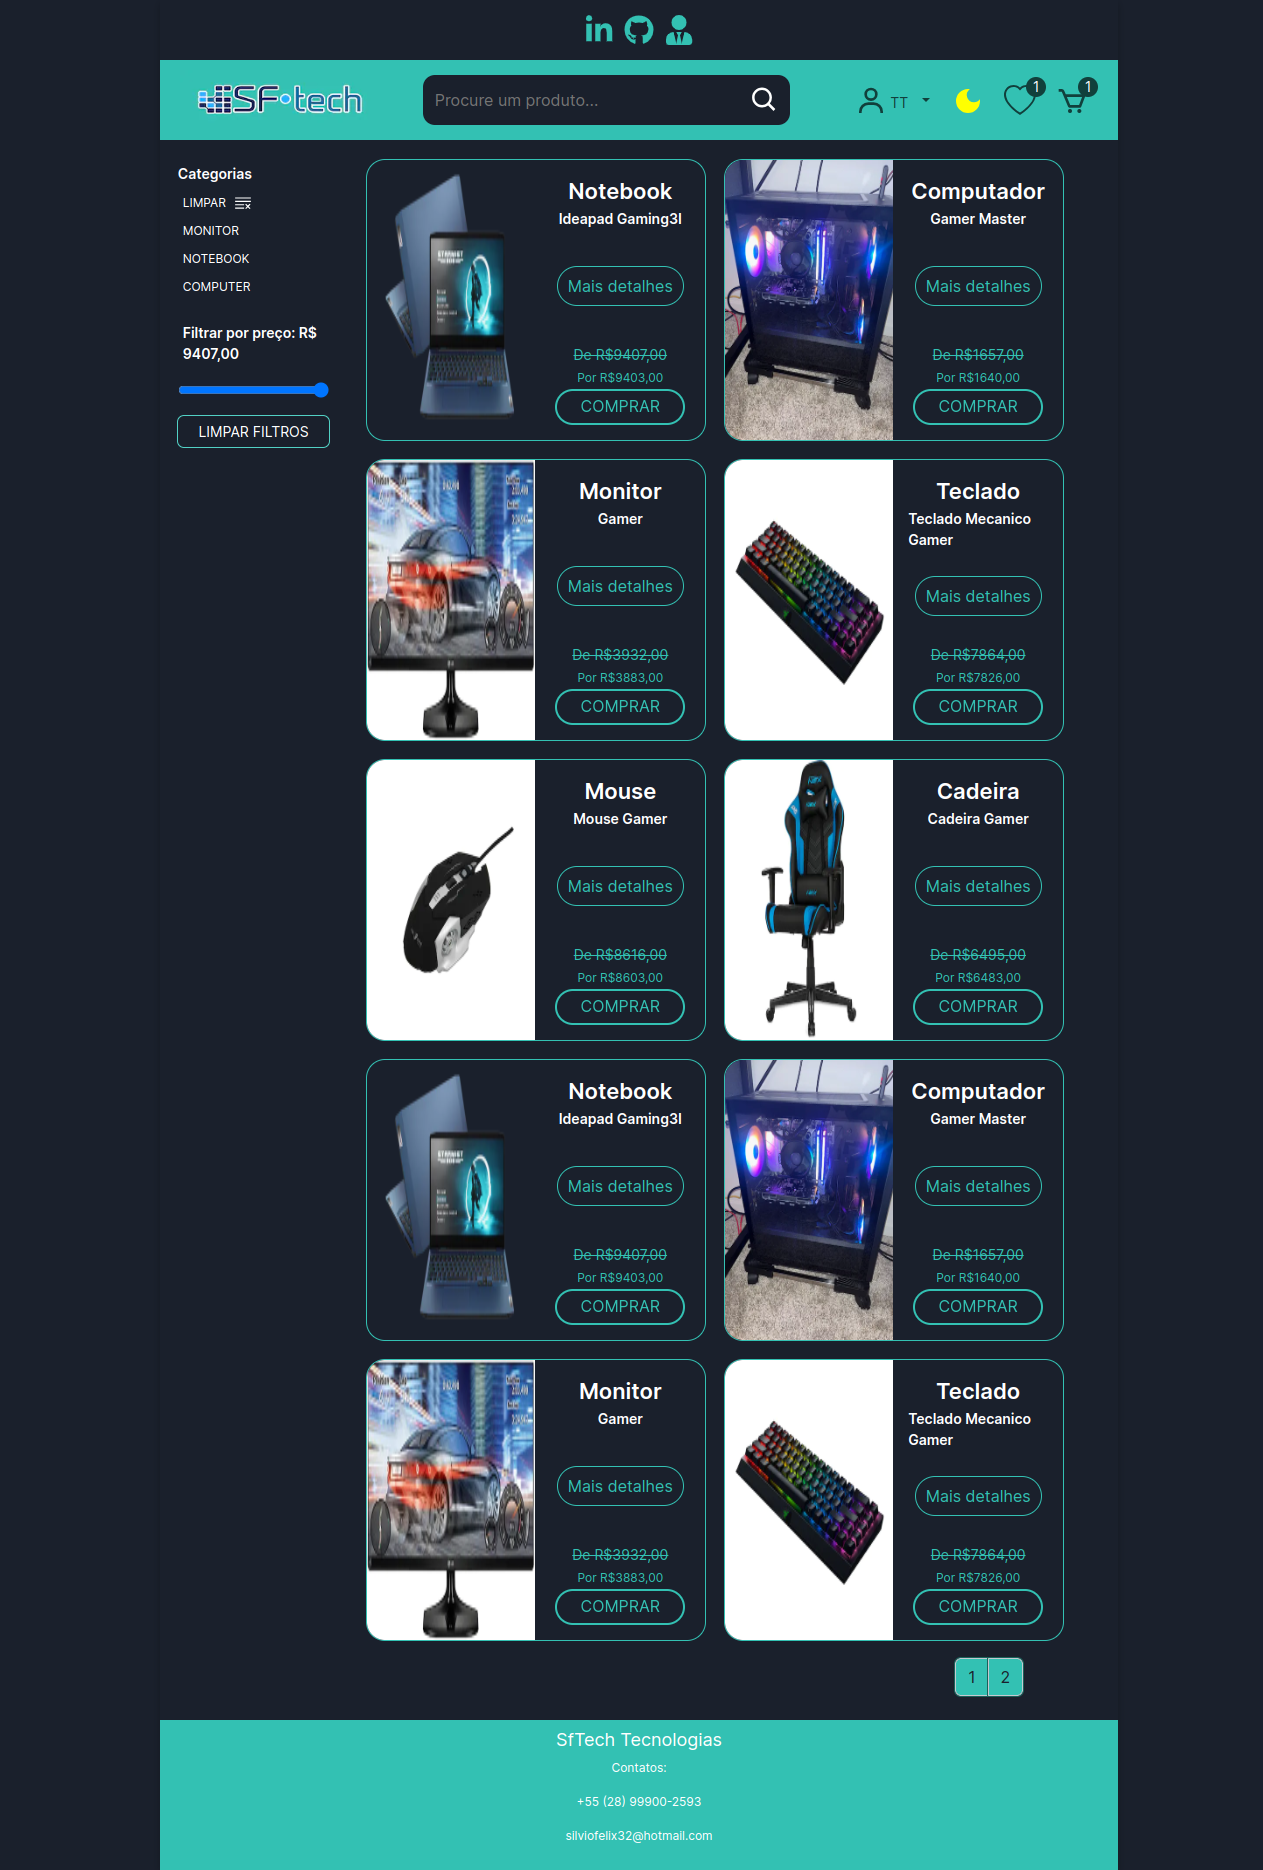 SF·tech
Procure um produto...
TT
1
1
Categorias
LIMPAR
MONITOR
NOTEBOOK
COMPUTER
Filtrar por preço: R$
9407,00
LIMPAR FILTROS
Notebook
Ideapad Gaming3I
Mais detalhes
De R$9407,00
Por R$9403,00
COMPRAR
Computador
Gamer Master
Mais detalhes
De R$1657,00
Por R$1640,00
COMPRAR
Monitor
Gamer
Mais detalhes
De R$3932,00
Por R$3883,00
COMPRAR
Teclado
Teclado Mecanico
Gamer
Mais detalhes
De R$7864,00
Por R$7826,00
COMPRAR
Mouse
Mouse Gamer
Mais detalhes
De R$8616,00
Por R$8603,00
COMPRAR
Cadeira
Cadeira Gamer
Mais detalhes
De R$6495,00
Por R$6483,00
COMPRAR
Notebook
Ideapad Gaming3I
Mais detalhes
De R$9407,00
Por R$9403,00
COMPRAR
Computador
Gamer Master
Mais detalhes
De R$1657,00
Por R$1640,00
COMPRAR
Monitor
Gamer
Mais detalhes
De R$3932,00
Por R$3883,00
COMPRAR
Teclado
Teclado Mecanico
Gamer
Mais detalhes
De R$7864,00
Por R$7826,00
COMPRAR
1
2
SfTech Tecnologias
Contatos:
+55 (28) 99900-2593
silviofelix32@hotmail.com